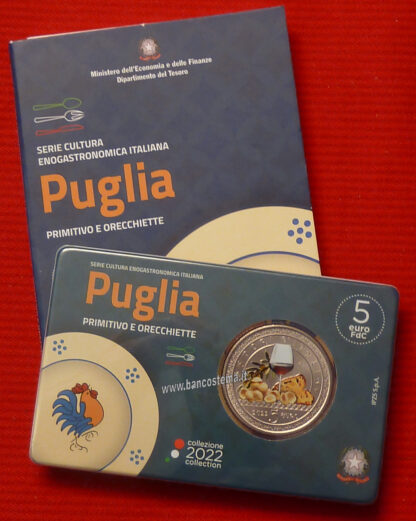 Ministero dell'Economia e delle Finanze
Dipartimento del Tesoro
SERIE CULTURA
ENOGASTRONOMICA ITALIANA
Puglia
PRIMITIVO E ORECCHIETTE
SERIE CULTURA ENOGASTRONOMICA ITALIANA
Puglia
PRIMITIVO E ORECCHIETTE
5
euro
FdC
www.bancostema.it
2022
IPZS S.p.A.
collezione
2022
collection